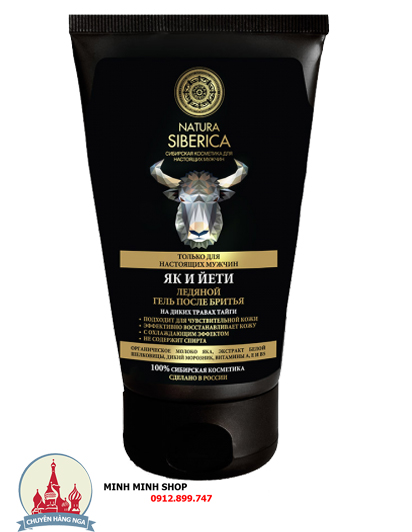 NATURA
SIBERICA
СИБИРСКАЯ КОСМЕТИКА ДЛЯ
НАСТОЯЩИХ МУЖЧИН
ТОЛЬКО ДЛЯ
НАСТОЯЩИХ МУЖЧИН
ЯК И ЙЕТИ
ЛЕДЯНОЙ
ГЕЛЬ ПОСЛЕ БРИТЬЯ
НА ДИКИХ ТРАВАХ ТАЙГИ
• ПОДХОДИТ ДЛЯ ЧУВСТВИТЕЛЬНОЙ КОЖИ
• ЭФФЕКТИВНО ВОССТАНАВЛИВАЕТ КОЖУ
• С ОХЛАЖДАЮЩИМ ЭФФЕКТОМ
• НЕ СОДЕРЖИТ СПИРТА
ОРГАНИЧЕСКОЕ МОЛОКО ЯКА, ЭКСТРАКТ БЕЛОЙ
ШЕЛКОВИЦЫ, ДИКИЙ МОРОЗНИК, ВИТАМИНЫ A, E И B5
100% СИБИРСКАЯ КОСМЕТИКА
СДЕЛАНО В РОССИИ
MINH MINH SHOP
0912.899.747
CHUYÊN HÀNG NGA